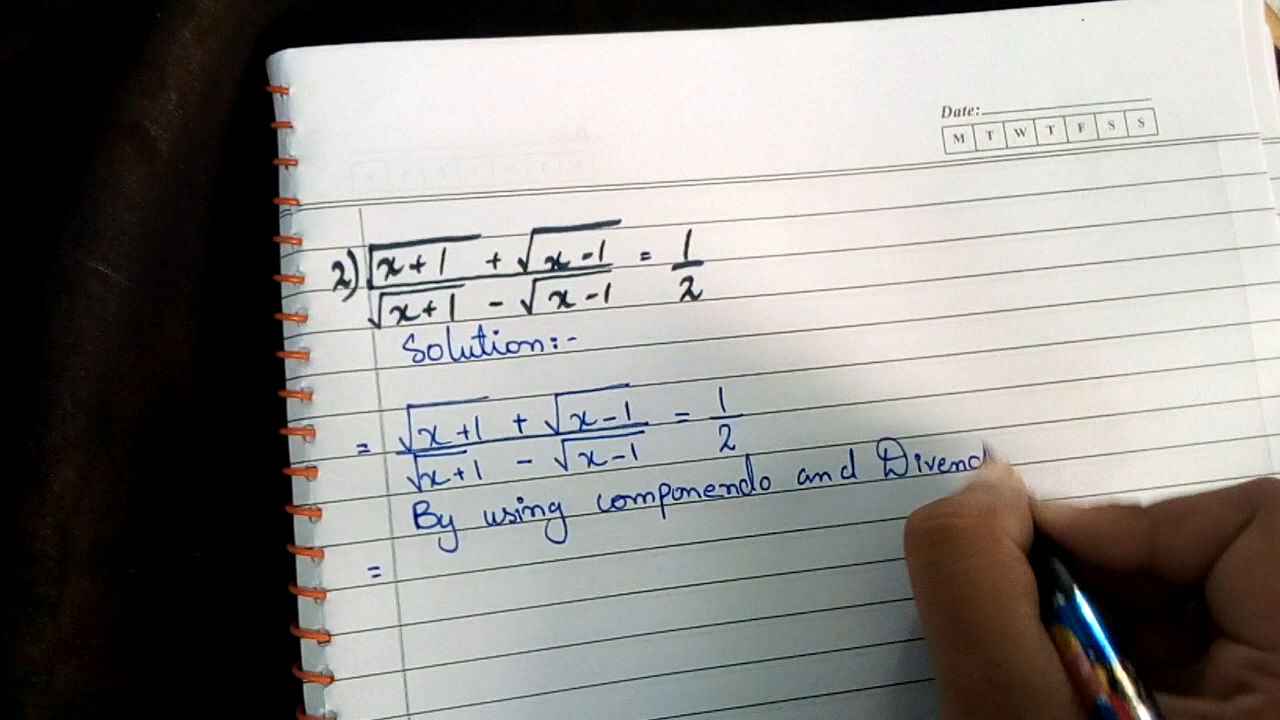 Date:
M T W T F S S
2) √x+1 + √x-1 = 1
√x+1 - √x-1 2
Solution:-
= √x+1 + √x-1 = 1
√x+1 - √x-1 2
By using componendo and Divend
=